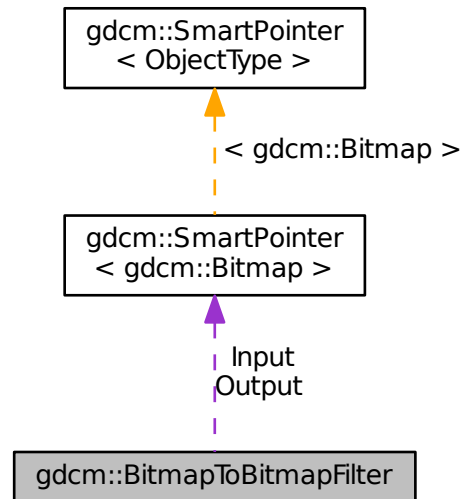 gdcm::SmartPointer
< ObjectType >
< gdcm::Bitmap >
gdcm::SmartPointer
< gdcm::Bitmap >
Input
Output
gdcm::BitmapToBitmapFilter